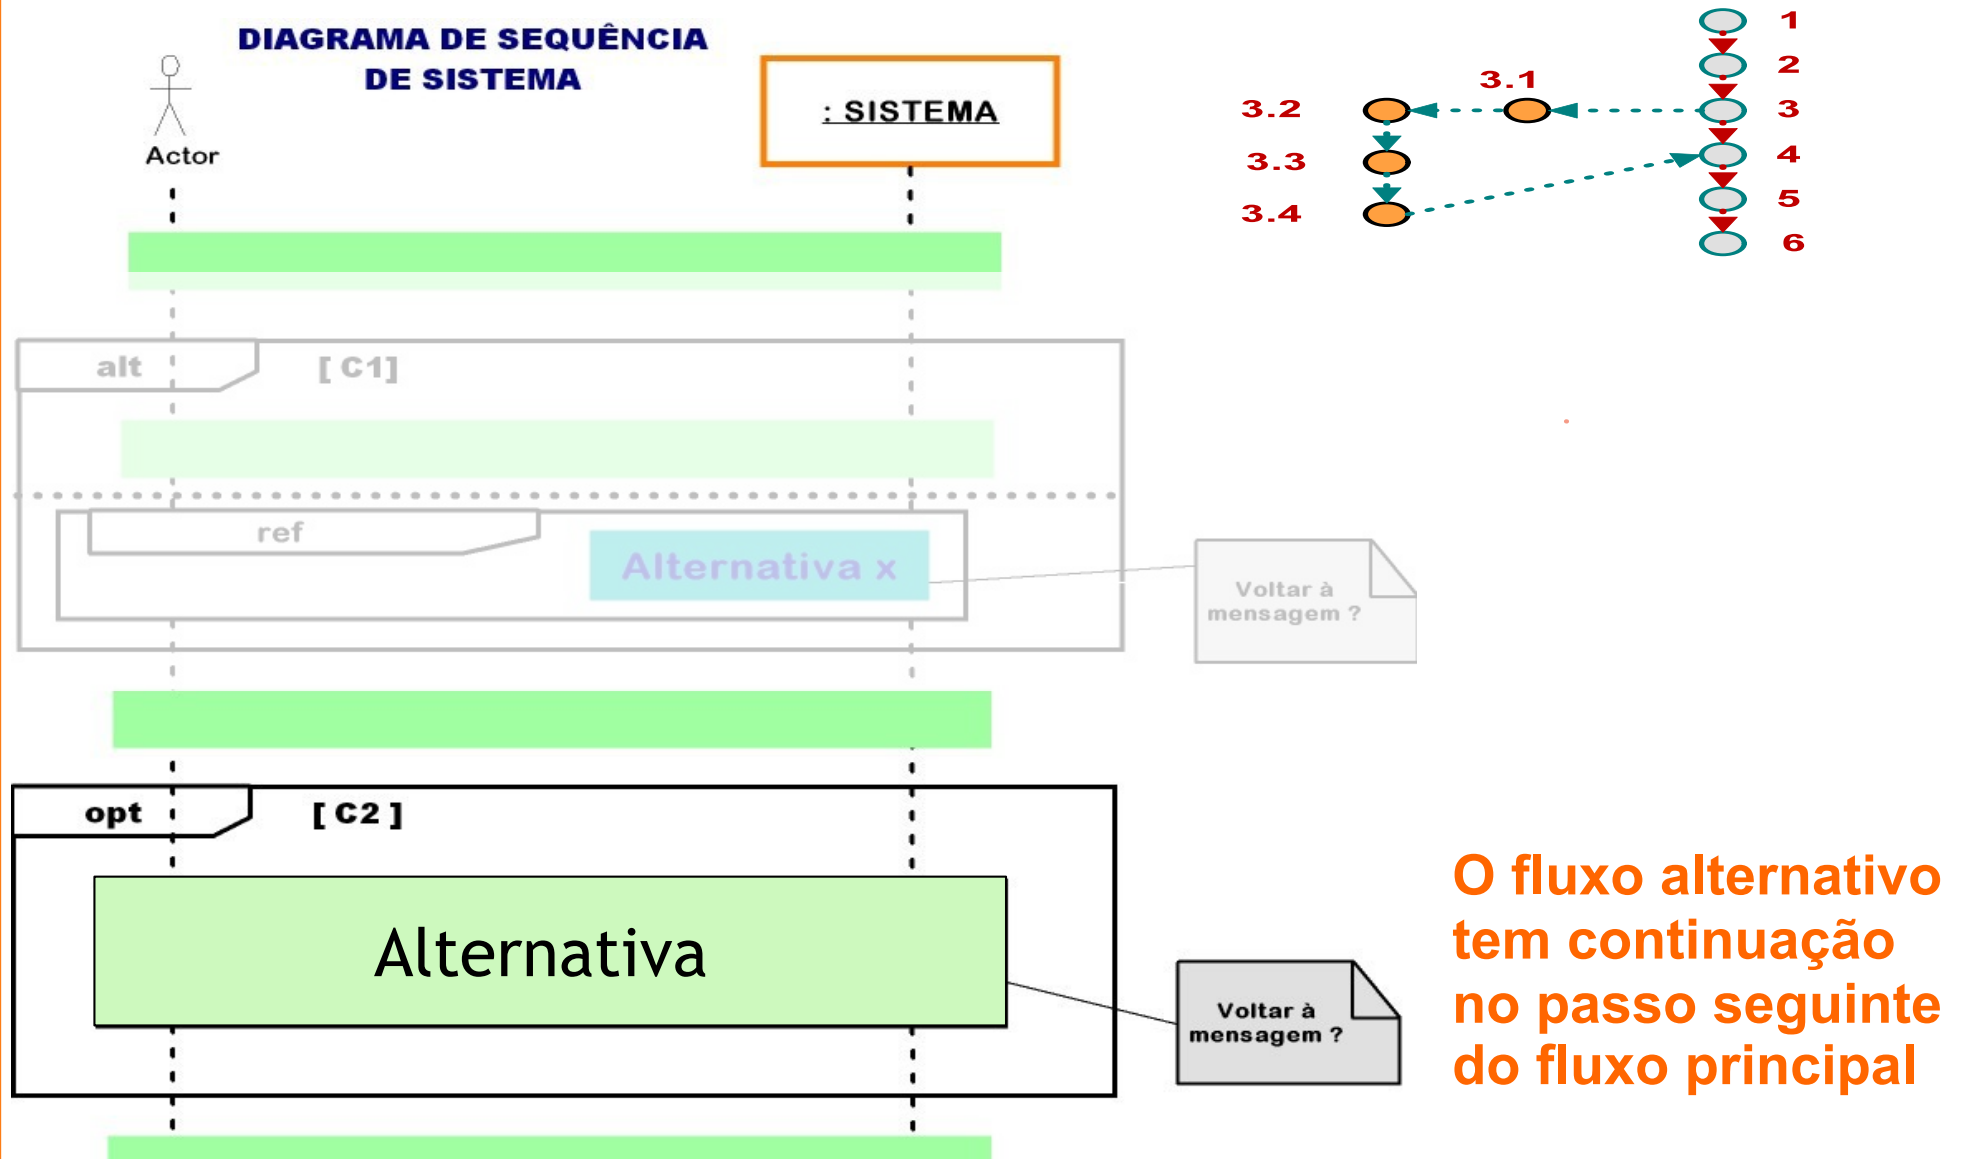 DIAGRAMA DE SEQUÊNCIA
DE SISTEMA
Actor
: SISTEMA
1
2
3.1
3.2
3
3.3
4
3.4
5
6
alt
[ C1]
ref
Alternativa x
Voltar à
mensagem ?
opt
[ C2 ]
Alternativa
Voltar à
mensagem ?
O fluxo alternativo
tem continuação
no passo seguinte
do fluxo principal